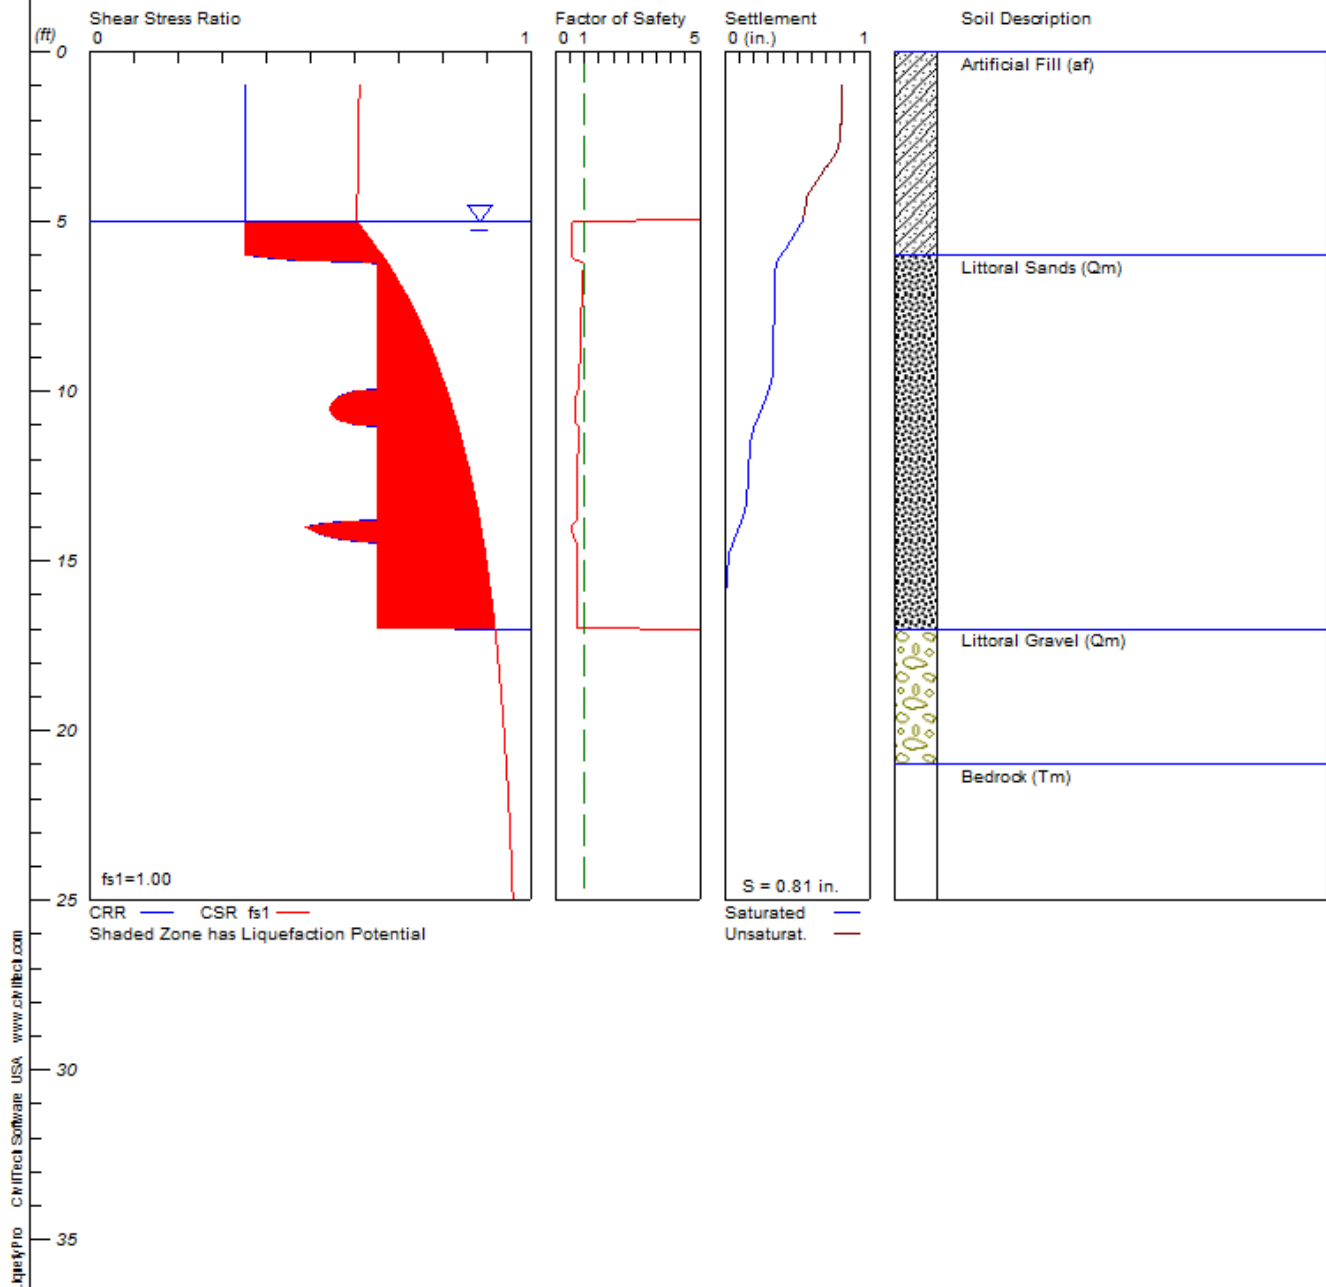 Shear Stress Ratio
Factor of Safety
Settlement
Soil Description
(ft)
0
1
0 1
5
0 (in.)
1
0
Artificial Fill (af)
5
Littoral Sands (Qm)
10
15
Littoral Gravel (Qm)
20
Bedrock (Tm)
fs1=1.00
S = 0.81 in.
25
CRR
CSR fs1
Saturated
Shaded Zone has Liquefaction Potential
Unsaturat.
30
35
CivilTech Software USA www.civiltech.com